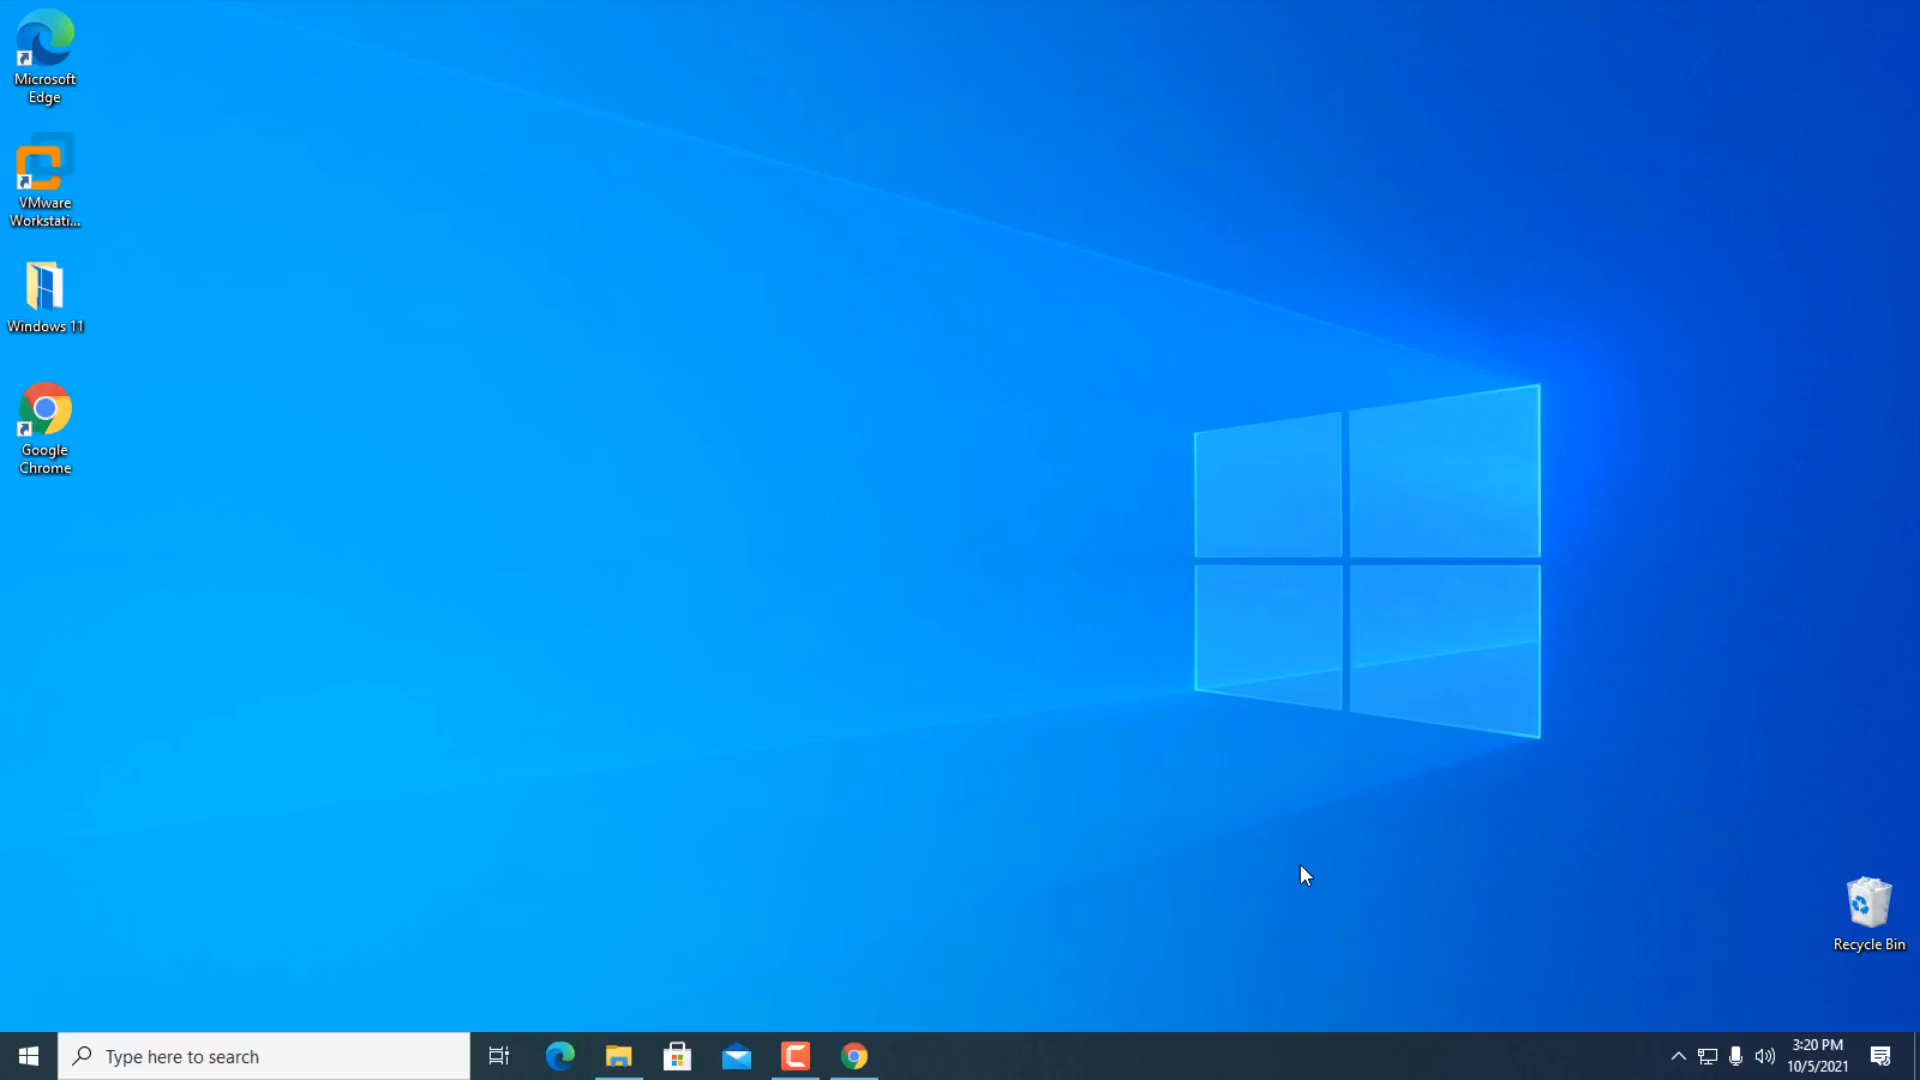 Microsoft
Edge
VMware
Workstati...
Windows 11
Google
Chrome
Recycle Bin
Type here to search
3:20 PM
10/5/2021